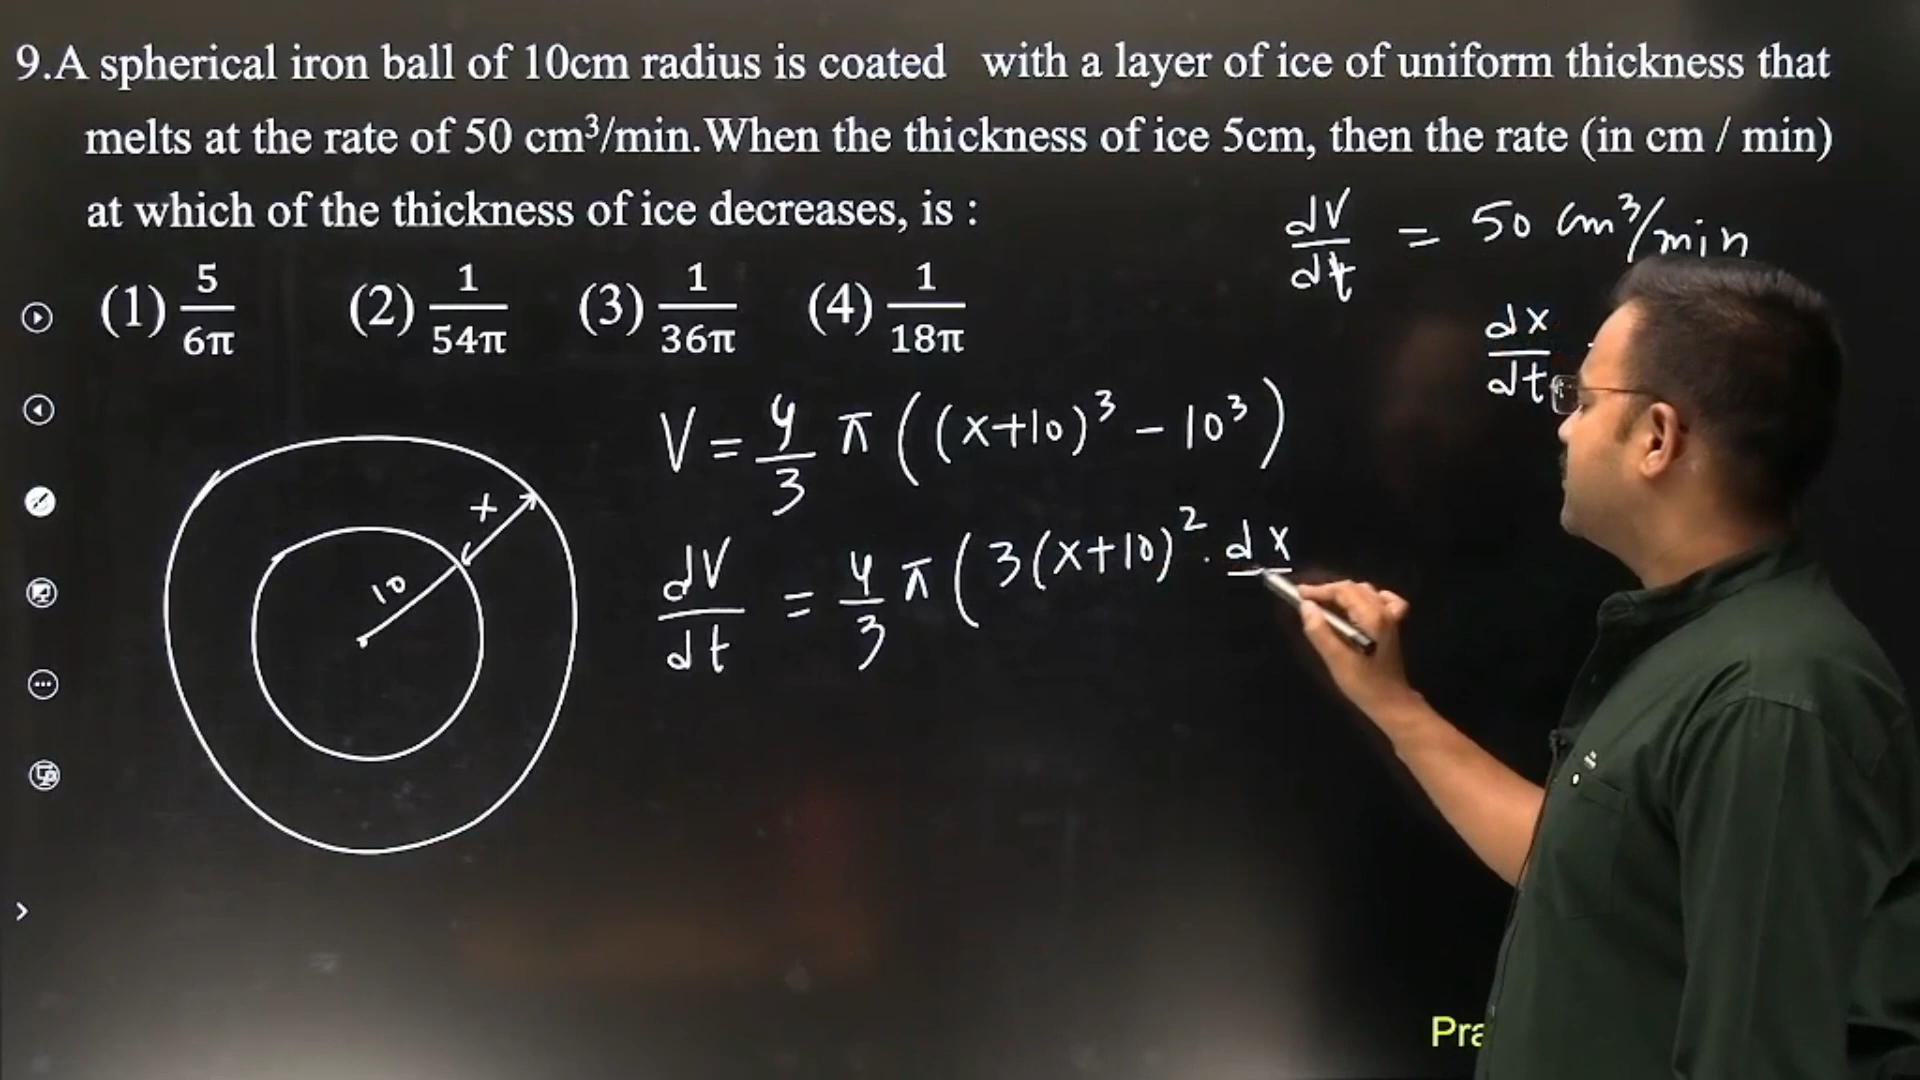 9.A spherical iron ball of 10cm radius is coated with a layer of ice of uniform thickness that
melts at the rate of 50 cm³/min.When the thickness of ice 5cm, then the rate (in cm / min)
at which of the thickness of ice decreases, is :
(1) 5/6π (2) 1/54π (3) 1/36π (4) 1/18π
dV/dt = 50 cm³/min
dx/dt
V = 4/3 π ((x+10)³ - 10³)
dV/dt = 4/3 π (3(x+10)² · dx
x
10